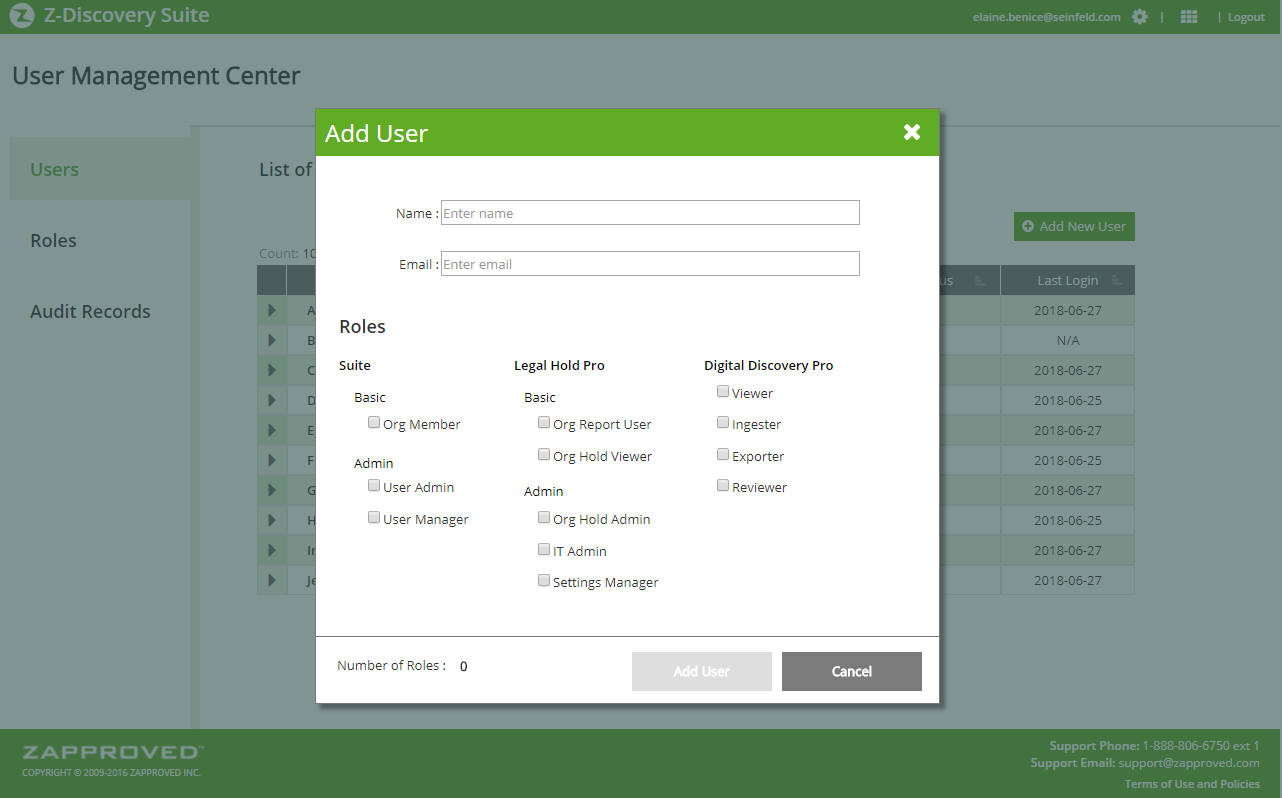 Z-Discovery Suite
elaine.benice@seinfeld.com | | Logout
User Management Center
Add User
Users
List of
Name : Enter name
Add New User
Roles
Count: 10
Email : Enter email
us Last Login
Audit Records
A 2018-06-27
Roles
B N/A
Suite Legal Hold Pro Digital Discovery Pro
C 2018-06-27
Basic Basic Viewer
D 2018-06-25
Org Member Org Report User Ingester
E 2018-06-27
Org Hold Viewer Exporter
F 2018-06-25
Admin Admin
User Admin Reviewer
G 2018-06-27
User Manager Org Hold Admin
H 2018-06-25
IT Admin
In 2018-06-27
Settings Manager
Je 2018-06-27
Number of Roles : 0
Add User Cancel
ZAPPROVED™
COPYRIGHT © 2009-2016 ZAPPROVED INC.
Support Phone: 1-888-806-6750 ext 1
Support Email: support@zapproved.com
Terms of Use and Policies